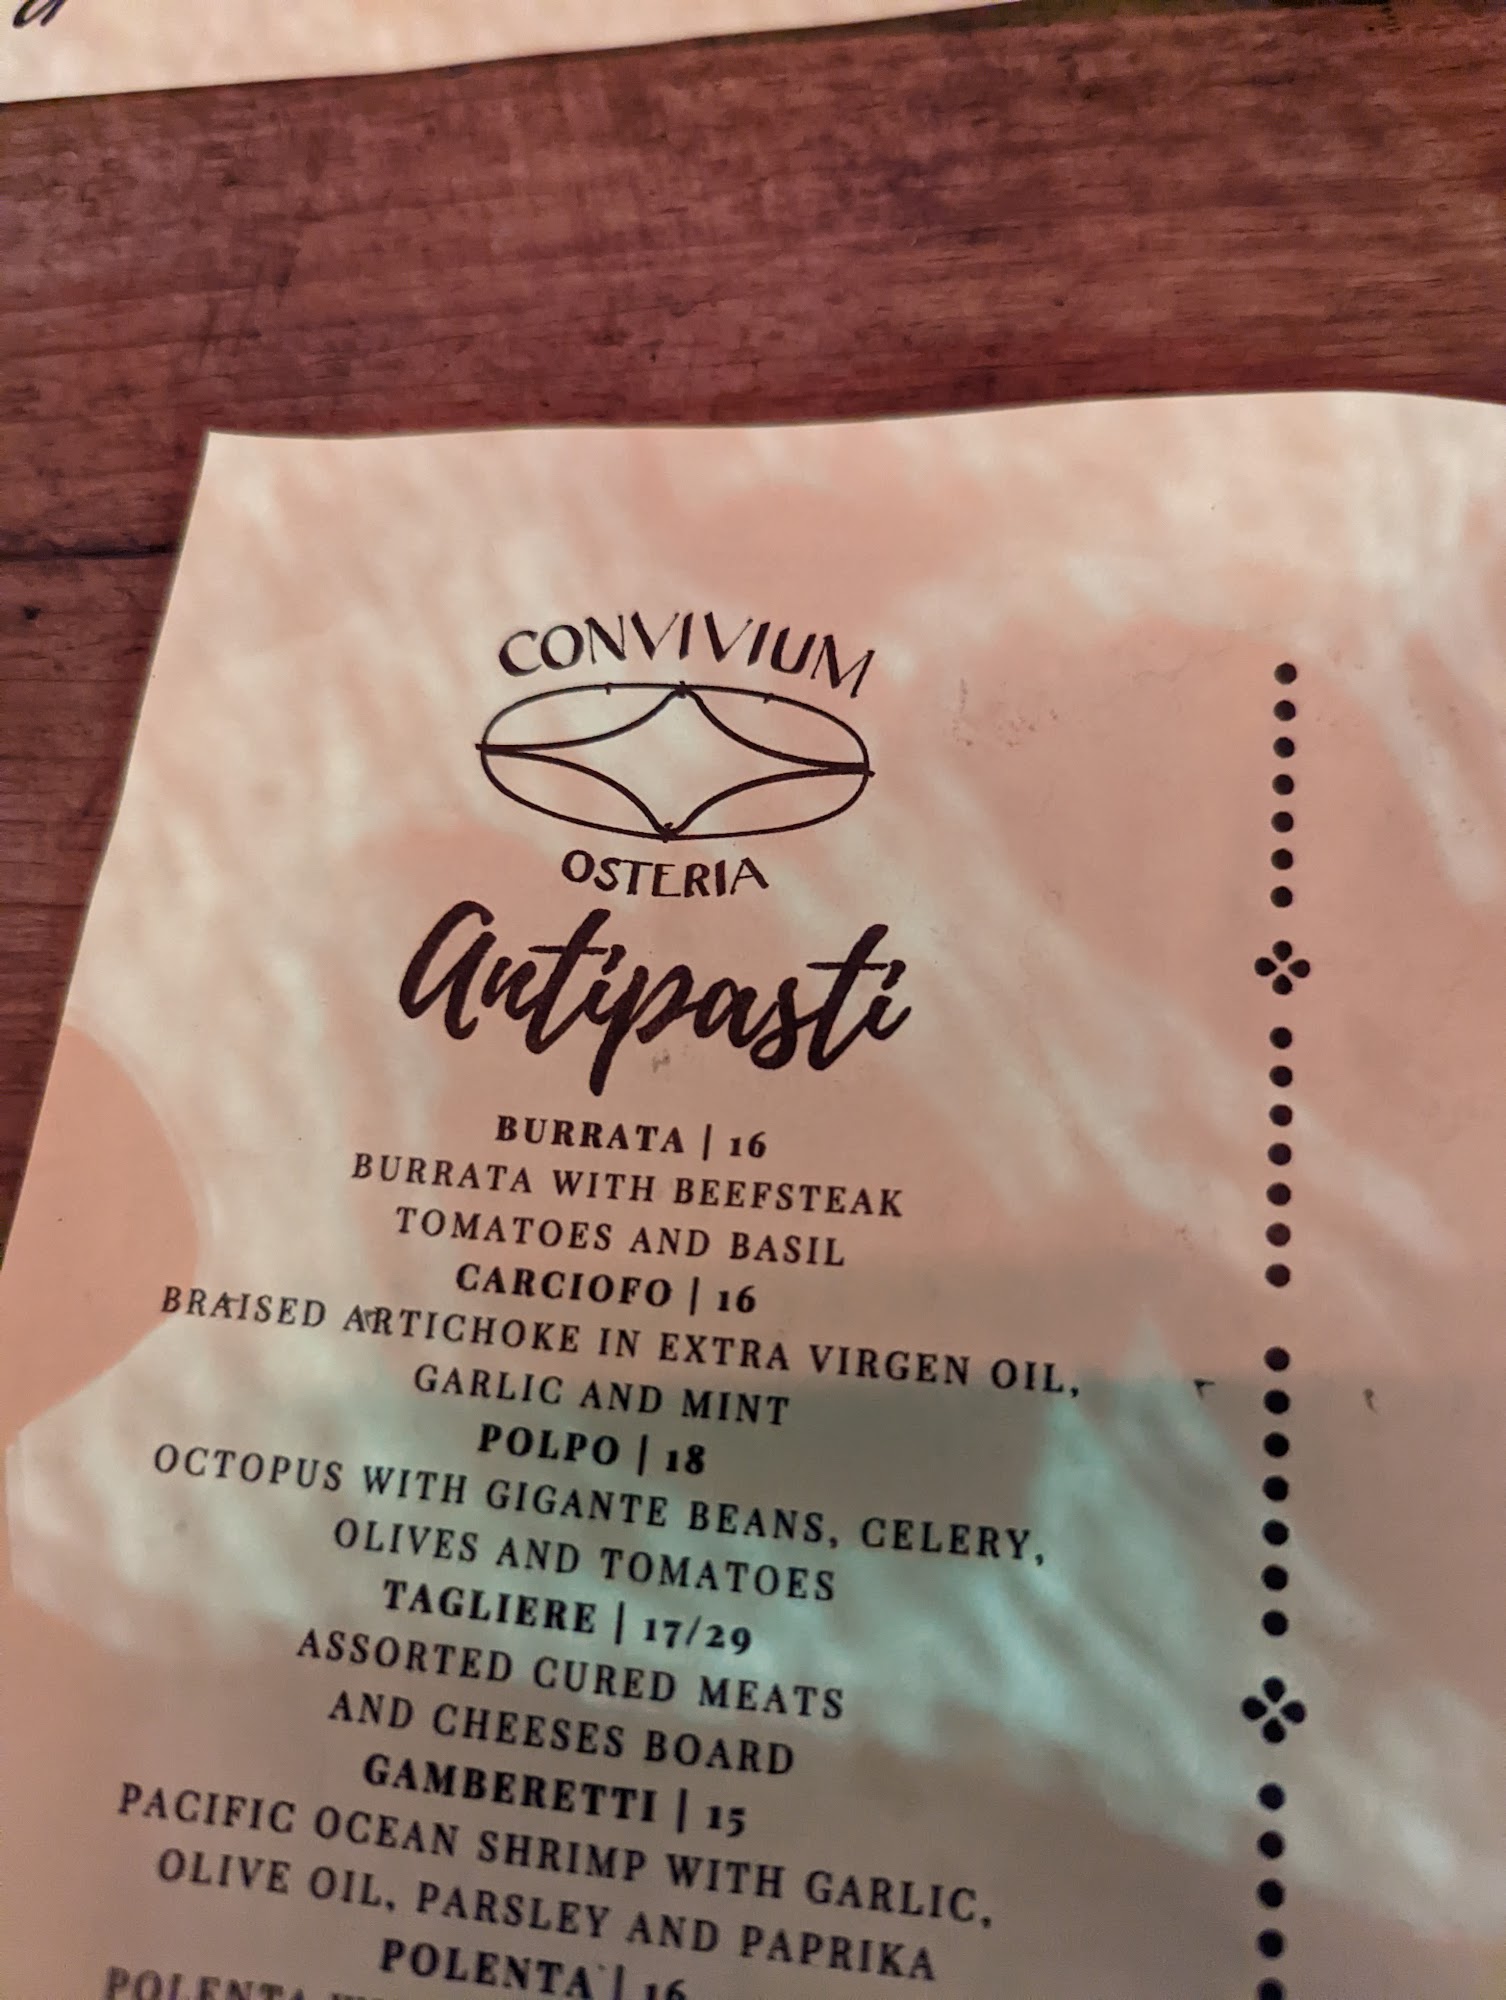 CONVIVIUM
OSTERIA
Antipasti
BURRATA | 16
BURRATA WITH BEEFSTEAK
TOMATOES AND BASIL
CARCIOFO | 16
BRAISED ARTICHOKE IN EXTRA VIRGEN OIL,
GARLIC AND MINT
POLPO | 18
OCTOPUS WITH GIGANTE BEANS, CELERY,
OLIVES AND TOMATOES
TAGLIERE | 17/29
ASSORTED CURED MEATS
AND CHEESES BOARD
GAMBERETTI | 15
PACIFIC OCEAN SHRIMP WITH GARLIC,
OLIVE OIL, PARSLEY AND PAPRIKA
POLENTA | 16
POLENTA